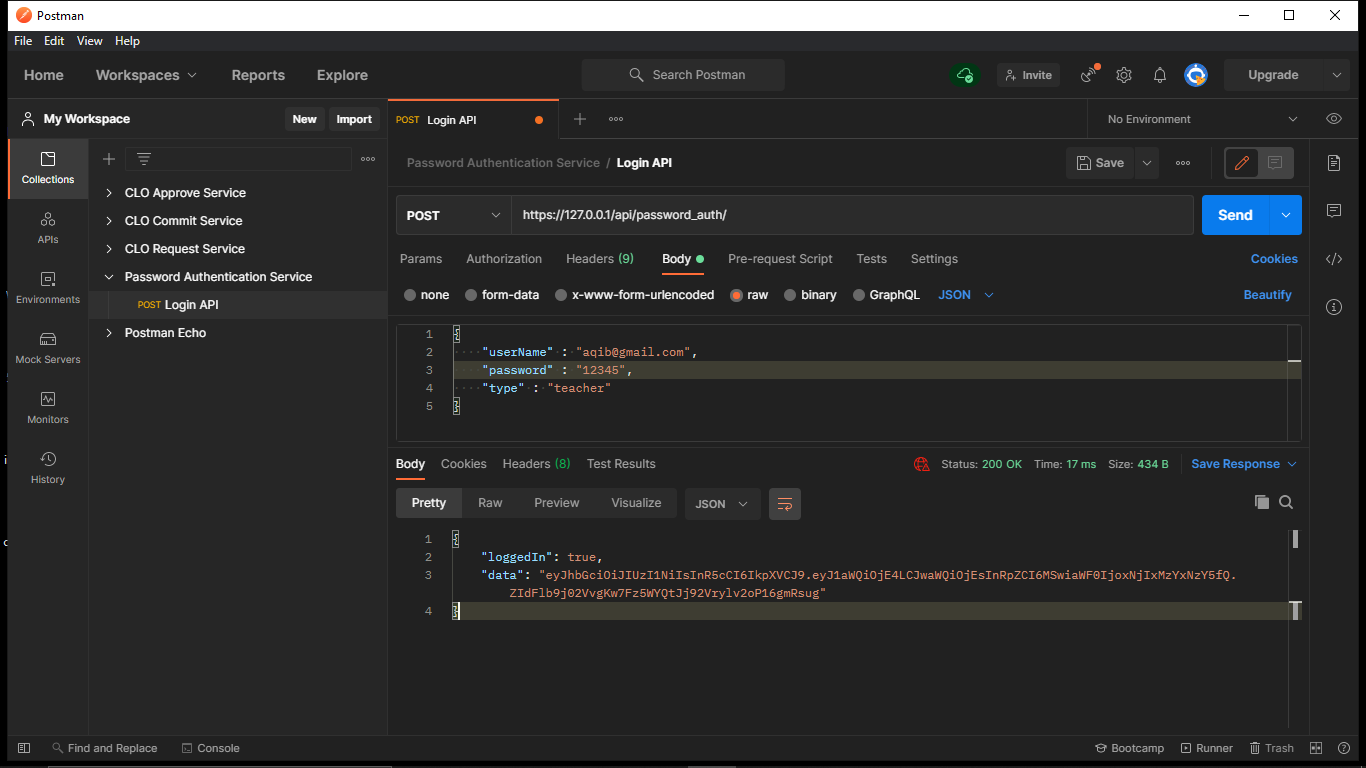 Postman
File Edit View Help
Home Workspaces Reports Explore Search Postman Invite Upgrade
My Workspace New Import
POST Login API No Environment
Password Authentication Service / Login API Save
POST https://127.0.0.1/api/password_auth/ Send
Params Authorization Headers (9) Body Pre-request Script Tests Settings Cookies
none form-data x-www-form-urlencoded raw binary GraphQL JSON Beautify
Collections
APIs
Environments
Mock Servers
Monitors
History
CLO Approve Service
CLO Commit Service
CLO Request Service
Password Authentication Service
POST Login API
Postman Echo
1 {
2 "userName" : "aqib@gmail.com",
3 "password" : "12345",
4 "type" : "teacher"
5 }
Body Cookies Headers (8) Test Results Status: 200 OK Time: 17 ms Size: 434 B Save Response
Pretty Raw Preview Visualize JSON
1 {
2 "loggedIn": true,
3 "data": "eyJhbGciOiJIUzI1NiIsInR5cCI6IkpXVCJ9.eyJ1aWQiOjE4LCJwaWQiOjEsInRpZCI6MSwiaWF0IjoxNjIxMzYxNzY5fQ.
ZIdFlb9j02VvgKw7Fz5WYQtJj92Vrylv2oP16gmRsug"
4 }
Find and Replace Console Bootcamp Runner Trash